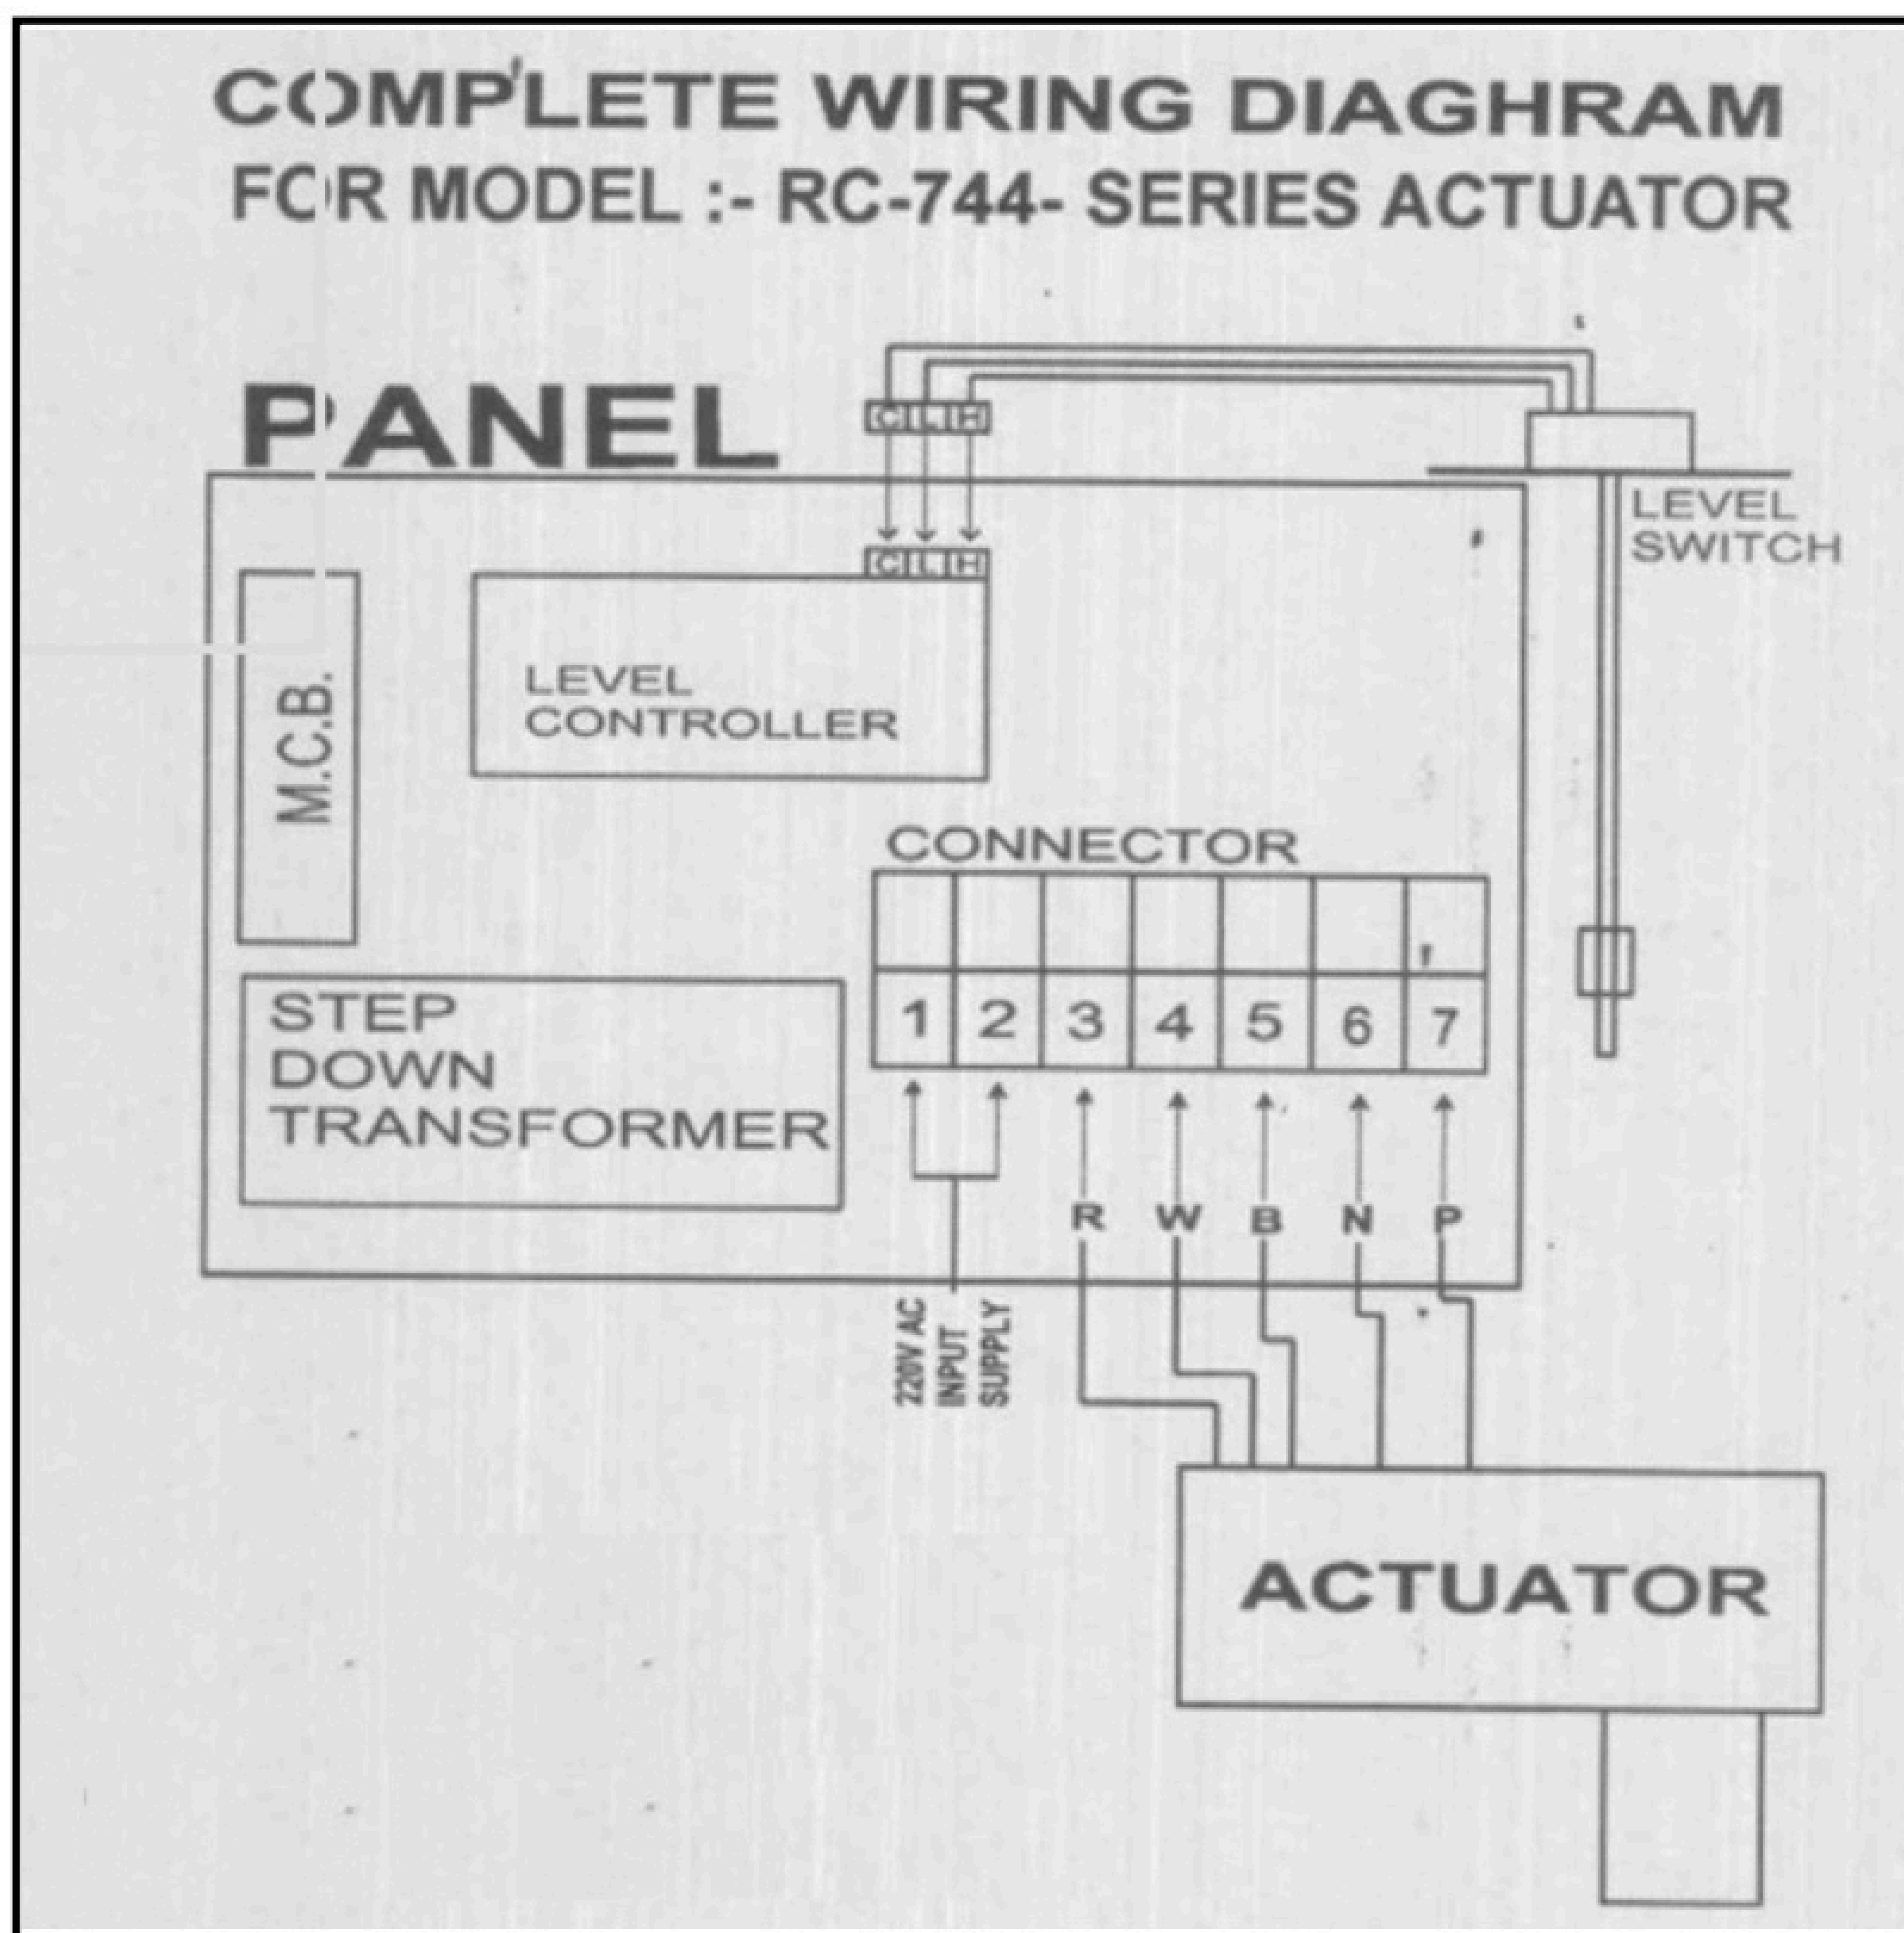 COMPLETE WIRING DIAGHRAM
FOR MODEL :- RC-744- SERIES ACTUATOR
PANEL
C L H
LEVEL
SWITCH
C L H
M.C.B.
LEVEL
CONTROLLER
CONNECTOR
1 2 3 4 5 6 7
STEP
DOWN
TRANSFORMER
R W B N P
220V AC
INPUT
SUPPLY
ACTUATOR